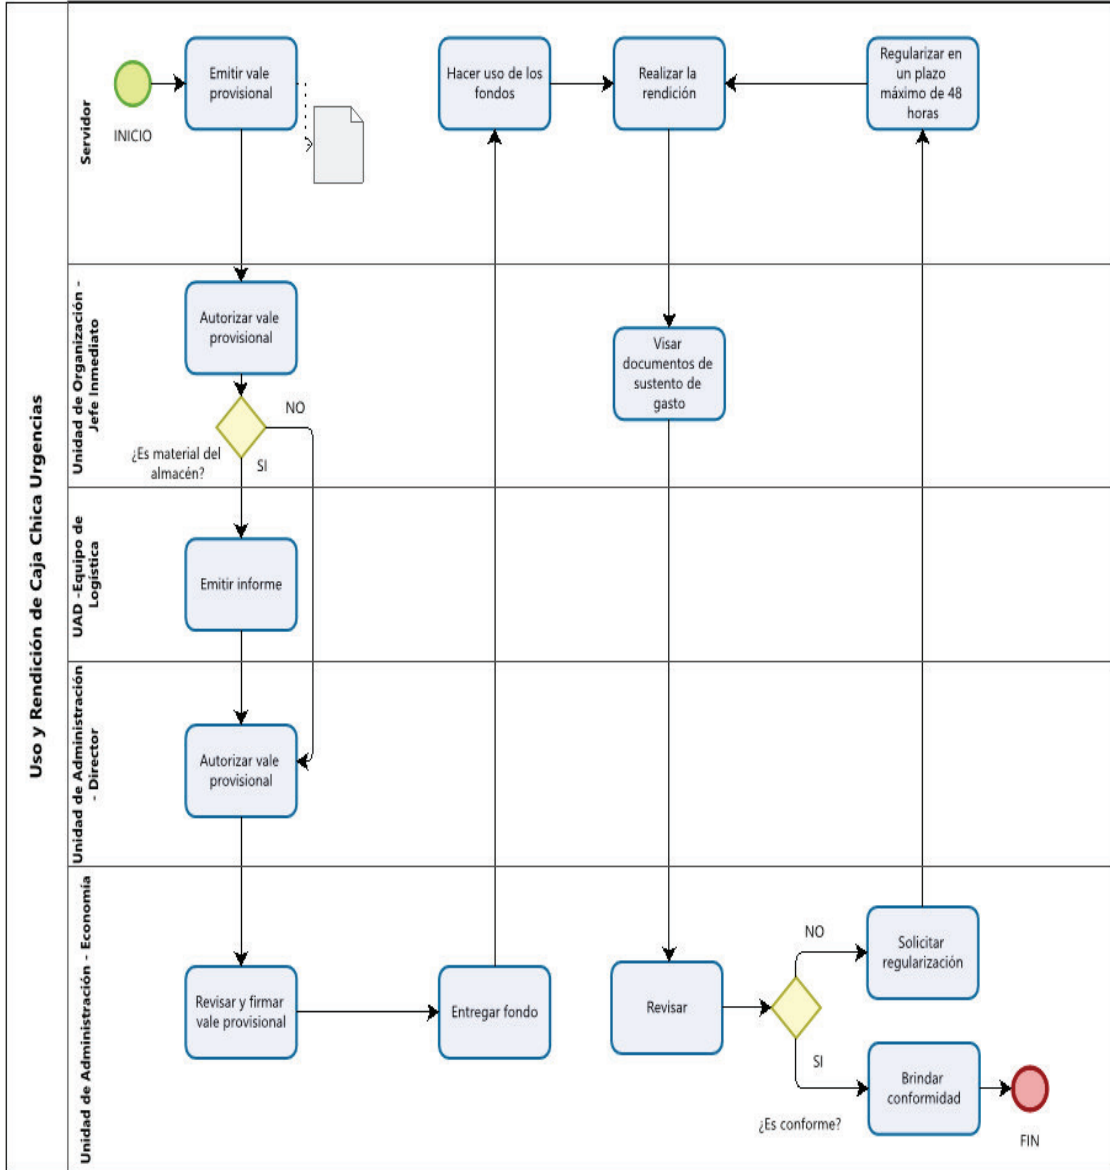 Uso y Rendición de Caja Chica Urgencias
Servidor
INICIO
Emitir vale
provisional
Hacer uso de los
fondos
Realizar la
rendición
Regularizar en
un plazo
máximo de 48
horas
Unidad de Organización -
Jefe Inmediato
Autorizar vale
provisional
NO
¿Es material del
almacén?
SI
Visar
documentos de
sustento de
gasto
UAD -Equipo de
Logística
Emitir informe
Unidad de Administración
- Director
Autorizar vale
provisional
Unidad de Administración - Economía
Revisar y firmar
vale provisional
Entregar fondo
Revisar
NO
Solicitar
regularización
SI
¿Es conforme?
Brindar
conformidad
FIN